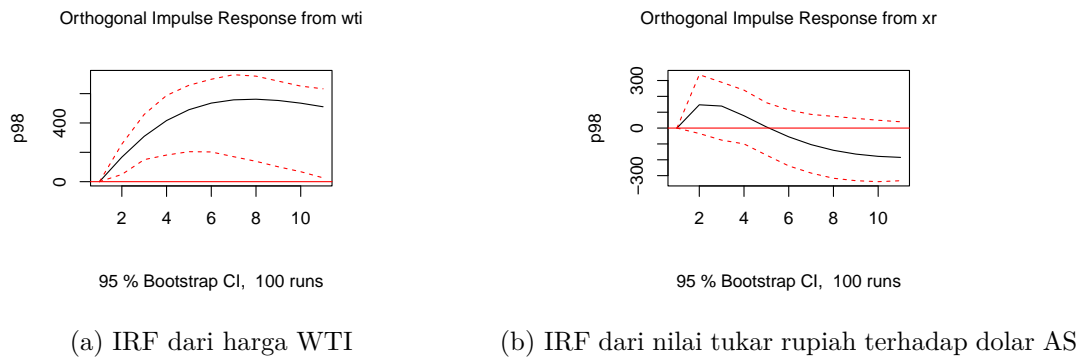 Orthogonal Impulse Response from wti
p98
0
400
2
4
6
8
10
95 % Bootstrap CI, 100 runs
(a) IRF dari harga WTI
Orthogonal Impulse Response from xr
p98
−300
0
300
2
4
6
8
10
95 % Bootstrap CI, 100 runs
(b) IRF dari nilai tukar rupiah terhadap dolar AS